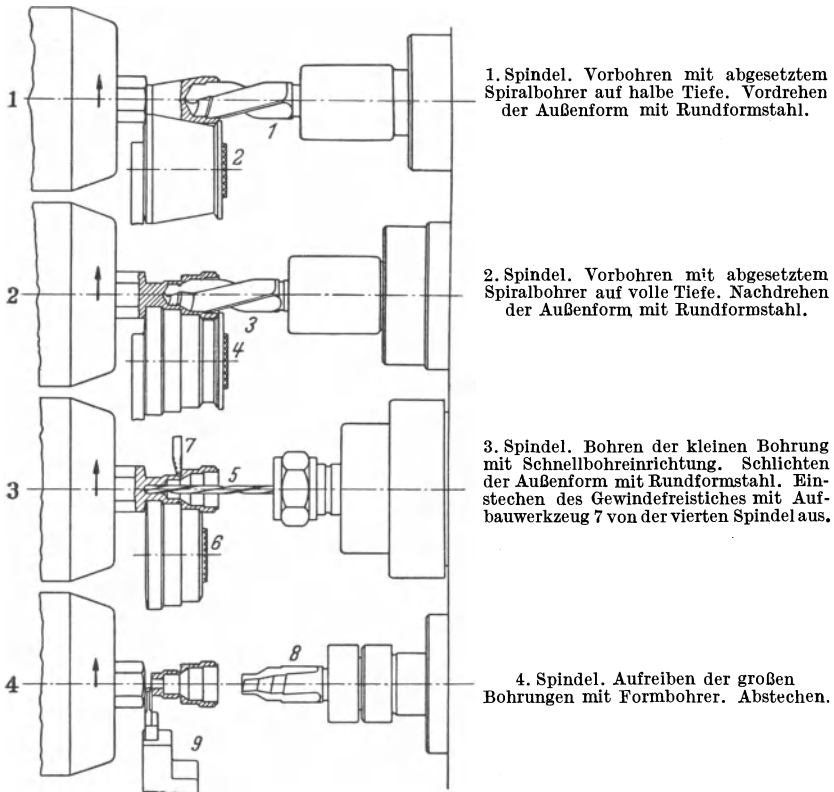 1
1. Spindel. Vorbohren mit abgesetztem
Spiralbohrer auf halbe Tiefe. Vordrehen
der Außenform mit Rundformstahl.
1
2
2
2. Spindel. Vorbohren mit abgesetztem
Spiralbohrer auf volle Tiefe. Nachdrehen
der Außenform mit Rundformstahl.
3
4
3
3. Spindel. Bohren der kleinen Bohrung
mit Schnellbohreinrichtung. Schlichten
der Außenform mit Rundformstahl. Ein-
stechen des Gewindefreistiches mit Auf-
bauwerkzeug 7 von der vierten Spindel aus.
7
5
6
4
4. Spindel. Aufreiben der großen
Bohrungen mit Formbohrer. Abstechen.
8
9